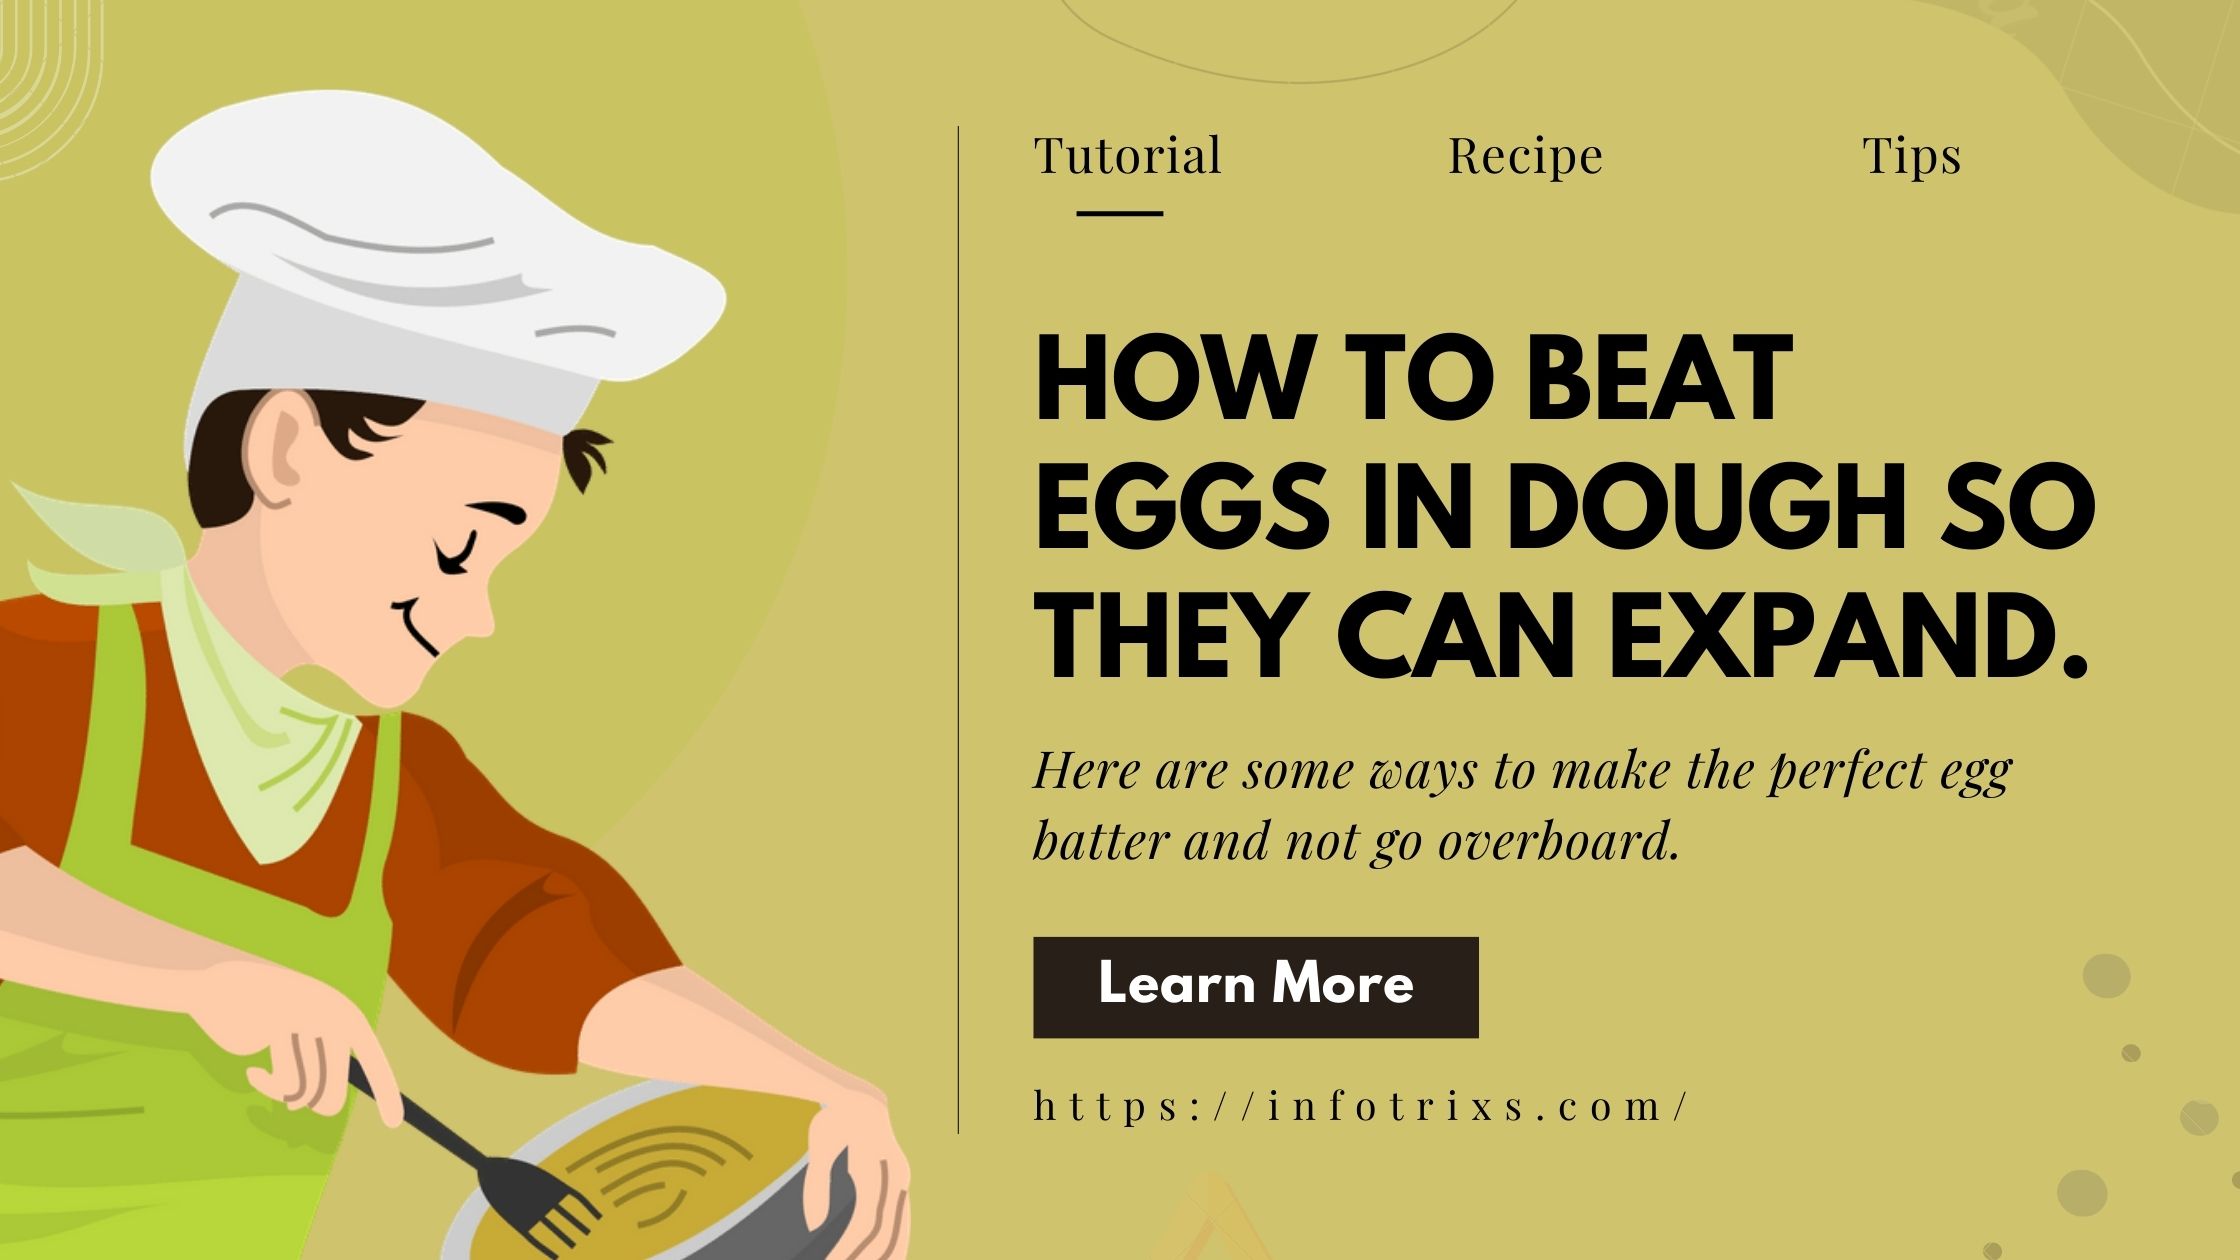 Tutorial Recipe Tips
HOW TO BEAT
EGGS IN DOUGH SO
THEY CAN EXPAND.
Here are some ways to make the perfect egg
batter and not go overboard.
Learn More
https://infotrixs.com/